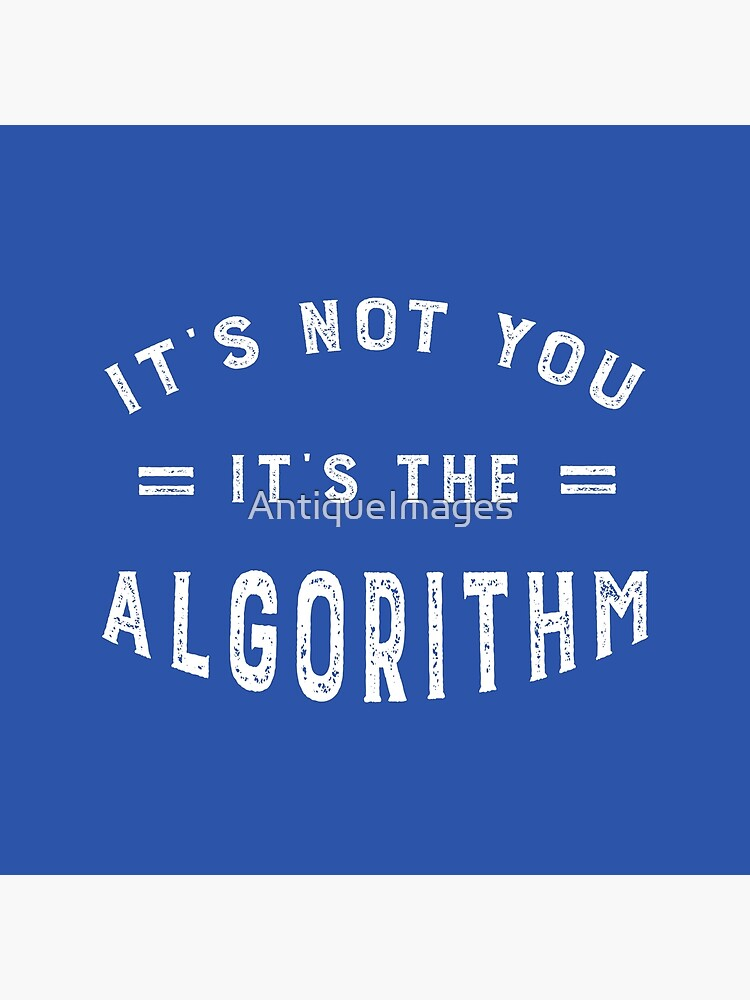 IT'S NOT YOU
= IT'S THE =
AntiqueImages
ALGORITHM